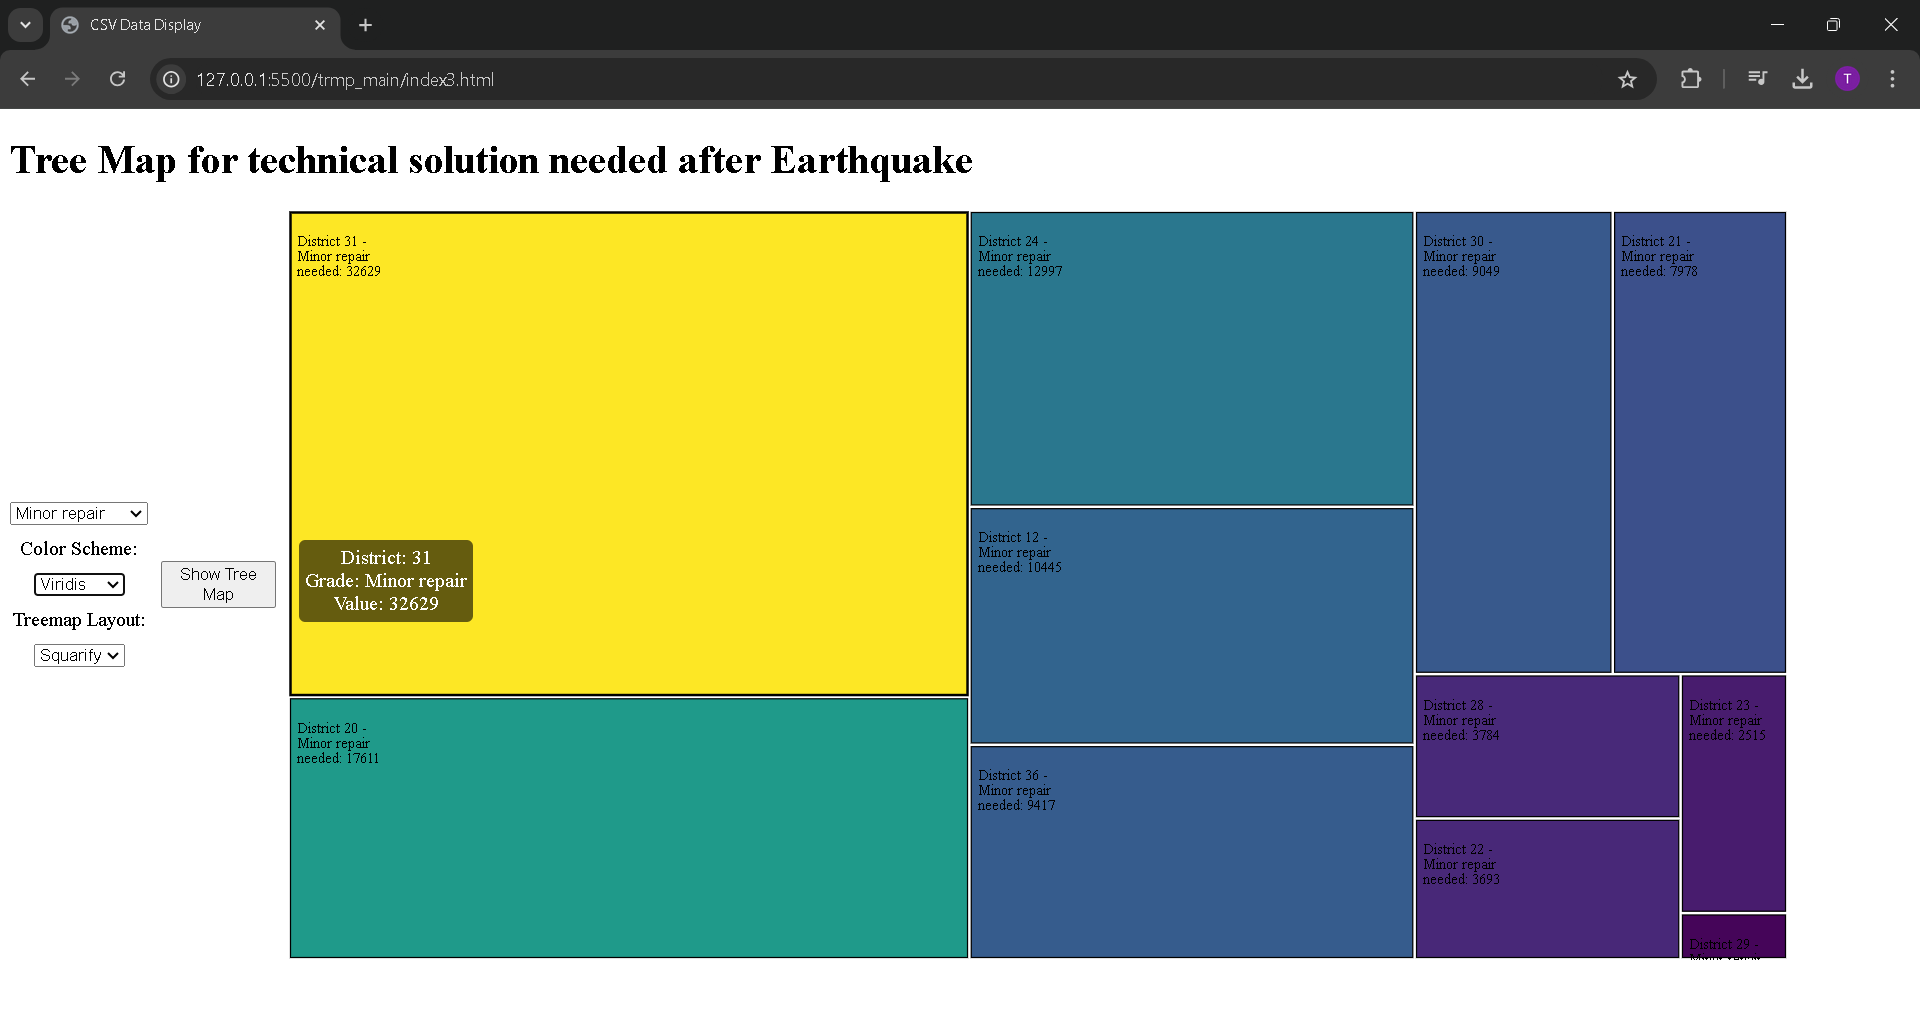 CSV Data Display
127.0.0.1:5500/trmp_main/index3.html
T
Tree Map for technical solution needed after Earthquake
Minor repair
Color Scheme:
Viridis
Treemap Layout:
Squarify
Show Tree
Map
District 31 -
Minor repair
needed: 32629
District: 31
Grade: Minor repair
Value: 32629
District 20 -
Minor repair
needed: 17611
District 24 -
Minor repair
needed: 12997
District 12 -
Minor repair
needed: 10445
District 36 -
Minor repair
needed: 9417
District 30 -
Minor repair
needed: 9049
District 21 -
Minor repair
needed: 7978
District 28 -
Minor repair
needed: 3784
District 22 -
Minor repair
needed: 3693
District 23 -
Minor repair
needed: 2515
District 29 -